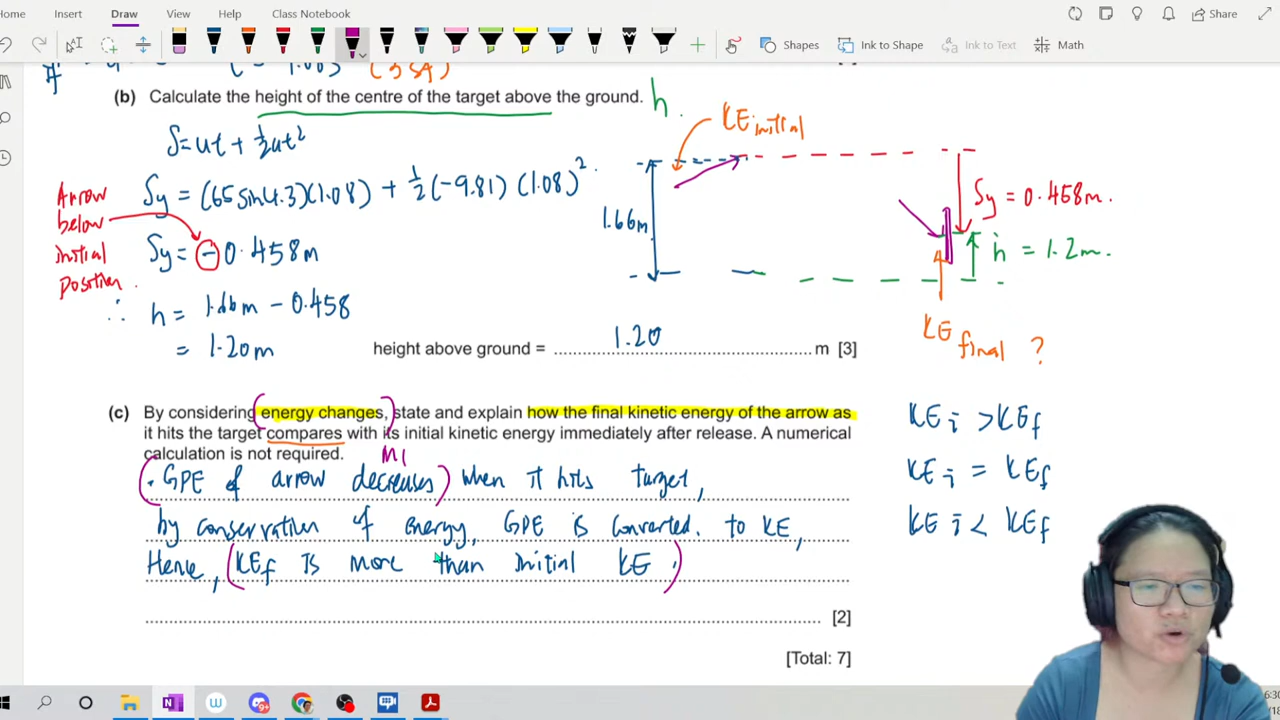 Home Insert Draw View Help Class Notebook Share
Shapes Ink to Shape Ink to Text Math
(b) Calculate the height of the centre of the target above the ground. h
S = ut + ½at²
Sy = (65 sin 4.3)(1.08) + ½(-9.81)(1.08)²
Arrow
below
initial
position
Sy = -0.458m
∴ h = 1.66m - 0.458
= 1.20m
KE initial
1.66m
Sy = 0.458m.
h = 1.2m.
KE final ?
height above ground = 1.20 m [3]
(c) By considering energy changes, state and explain how the final kinetic energy of the arrow as
it hits the target compares with its initial kinetic energy immediately after release. A numerical
calculation is not required. M1
(. GPE of arrow decreases) when it hits target,
by conservation of energy, GPE is converted. to KE,
Hence, (KEf is more than initial KE.)
[2]
[Total: 7]
KE i > KE f
KE i = KE f
KE i < KE f